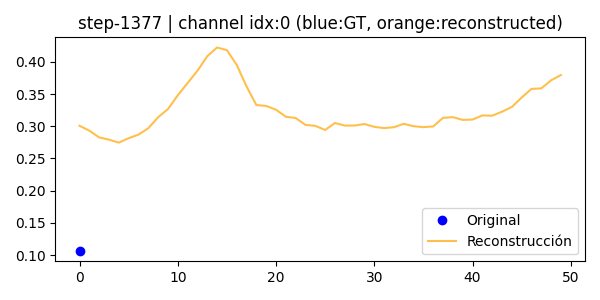 step-1377 | channel idx:0 (blue:GT, orange:reconstructed)
0.40
0.35
0.30
0.25
0.20
0.15
0.10
0 10 20 30 40 50
Original
Reconstrucción